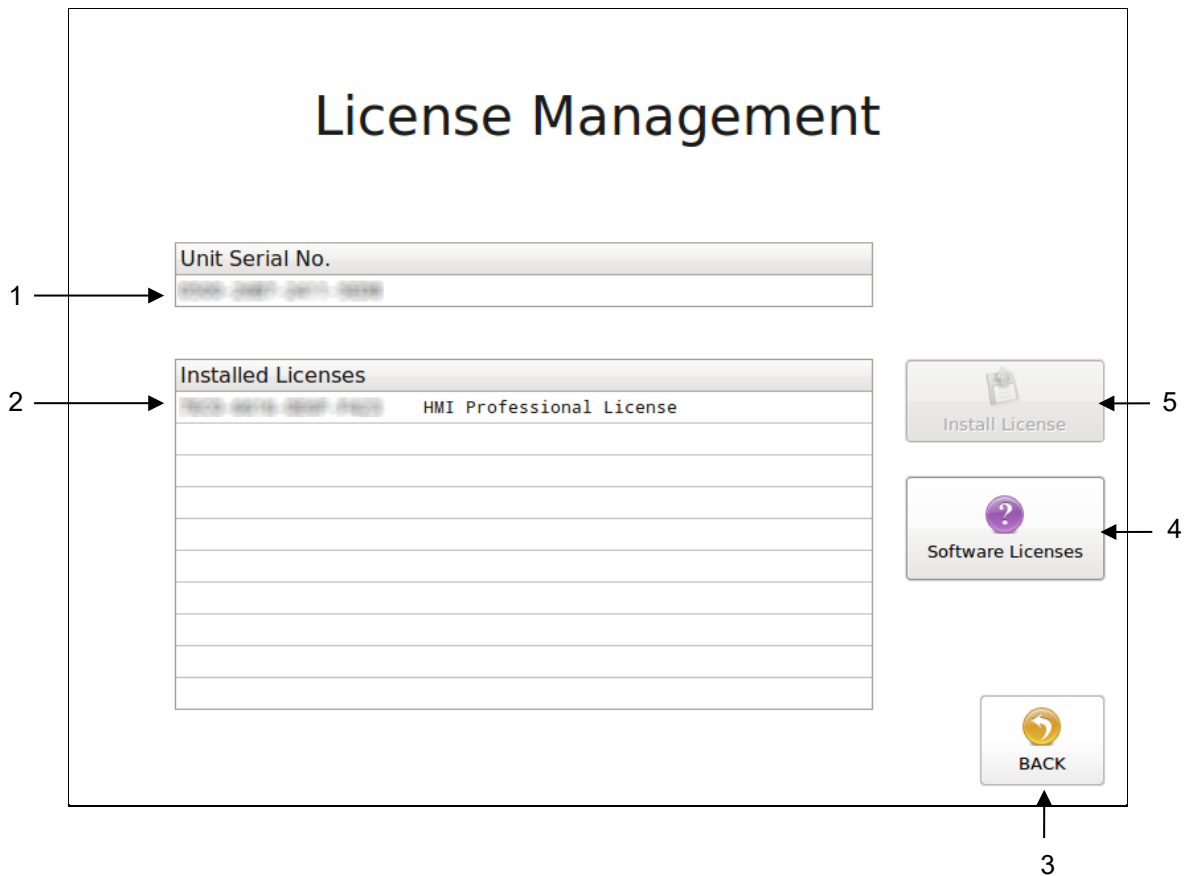 License Management
Unit Serial No.
1
Installed Licenses
2
HMI Professional License
Install License
5
Software Licenses
4
BACK
3